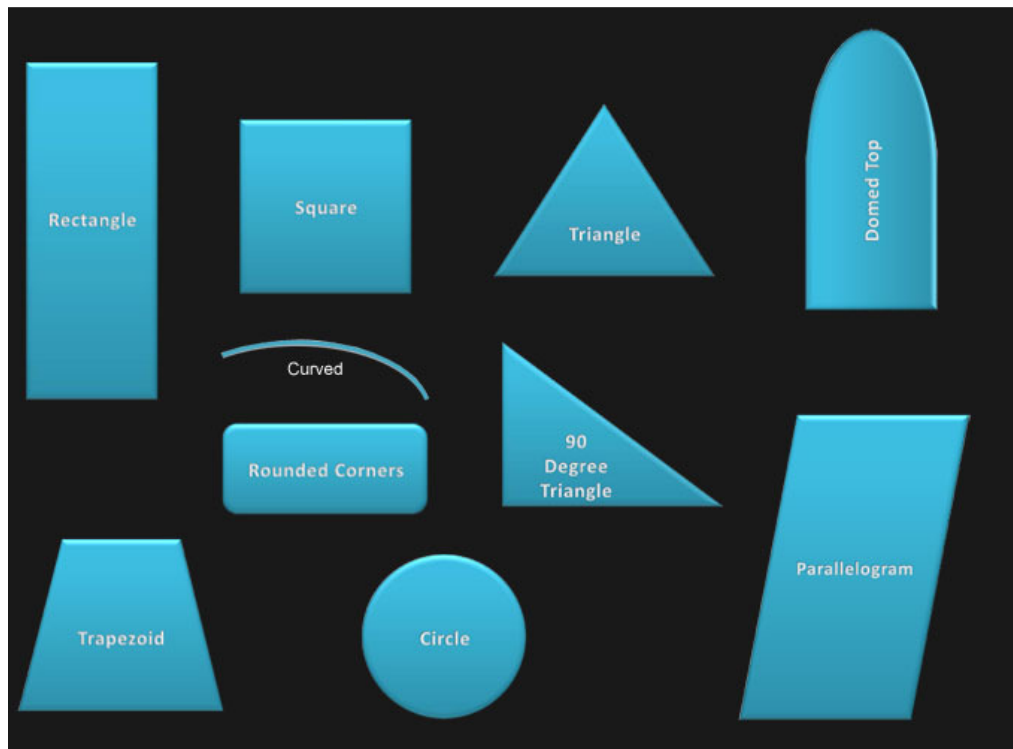 Rectangle
Square
Triangle
Domed Top
Curved
Rounded Corners
90
Degree
Triangle
Parallelogram
Trapezoid
Circle